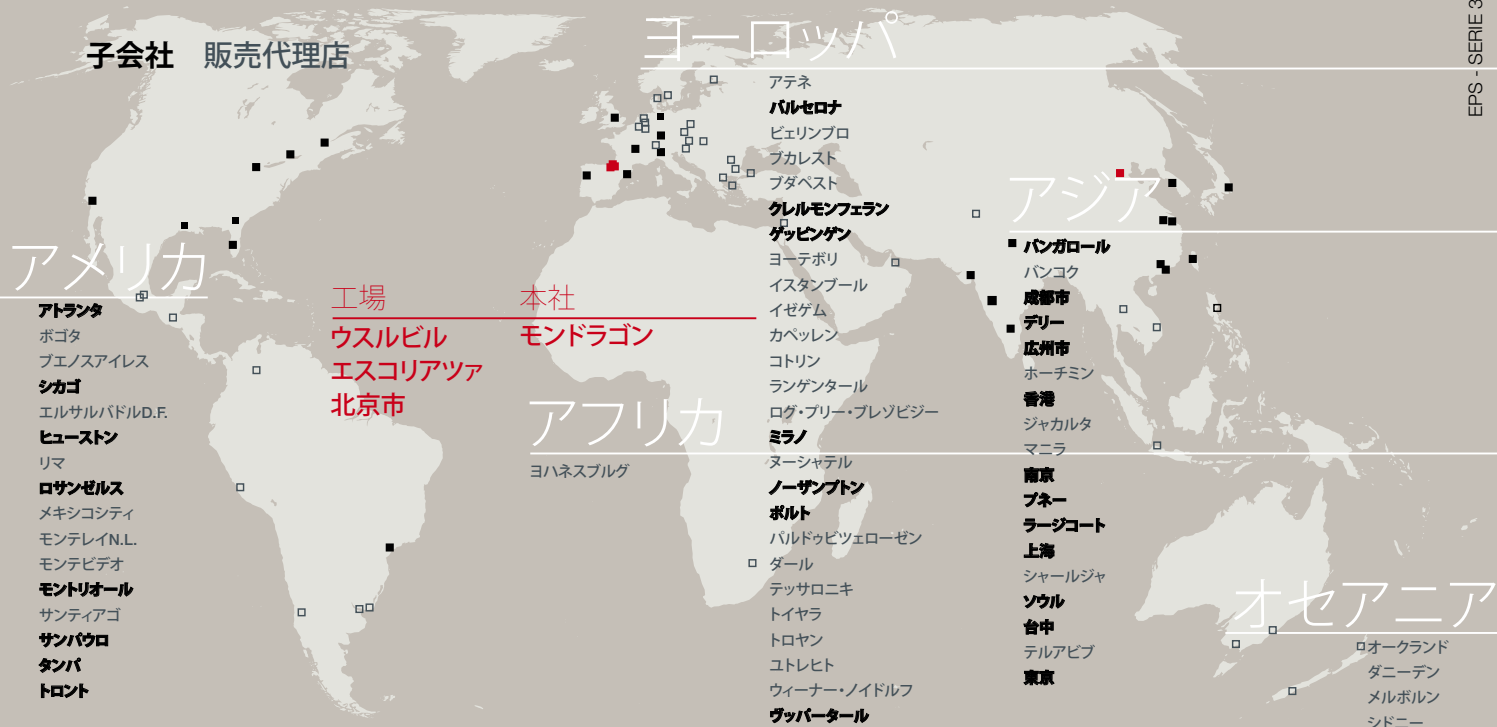 子会社 販売代理店
EPS - SERIE 3
アメリカ
アトランタ
ボゴタ
ブエノスアイレス
シカゴ
エルサルバドルD.F.
ヒューストン
リマ
ロサンゼルス
メキシコシティ
モンテレイN.L.
モンテビデオ
モントリオール
サンティアゴ
サンパウロ
タンパ
トロント
工場
ウスルビル
エスコリアツァ
北京市
本社
モンドラゴン
アフリカ
ヨハネスブルグ
ヨーロッパ
アテネ
バルセロナ
ビェリンブロ
ブカレスト
ブダペスト
クレルモンフェラン
ゲッピンゲン
ヨーテボリ
イスタンブール
イゼゲム
カペッレン
コトリン
ランゲンタール
ログ・プリー・ブレゾビジー
ミラノ
ヌーシャテル
ノーザンプトン
ポルト
パルドゥビツェローゼン
ダール
テッサロニキ
トイヤラ
トロヤン
ユトレヒト
ウィーナー・ノイドルフ
ヴッパータール
アジア
バンガロール
バンコク
成都市
デリー
広州市
ホーチミン
香港
ジャカルタ
マニラ
南京
プネー
ラージコート
上海
シャールジャ
ソウル
台中
テルアビブ
東京
オセアニア
オークランド
ダニーデン
メルボルン
シドニー